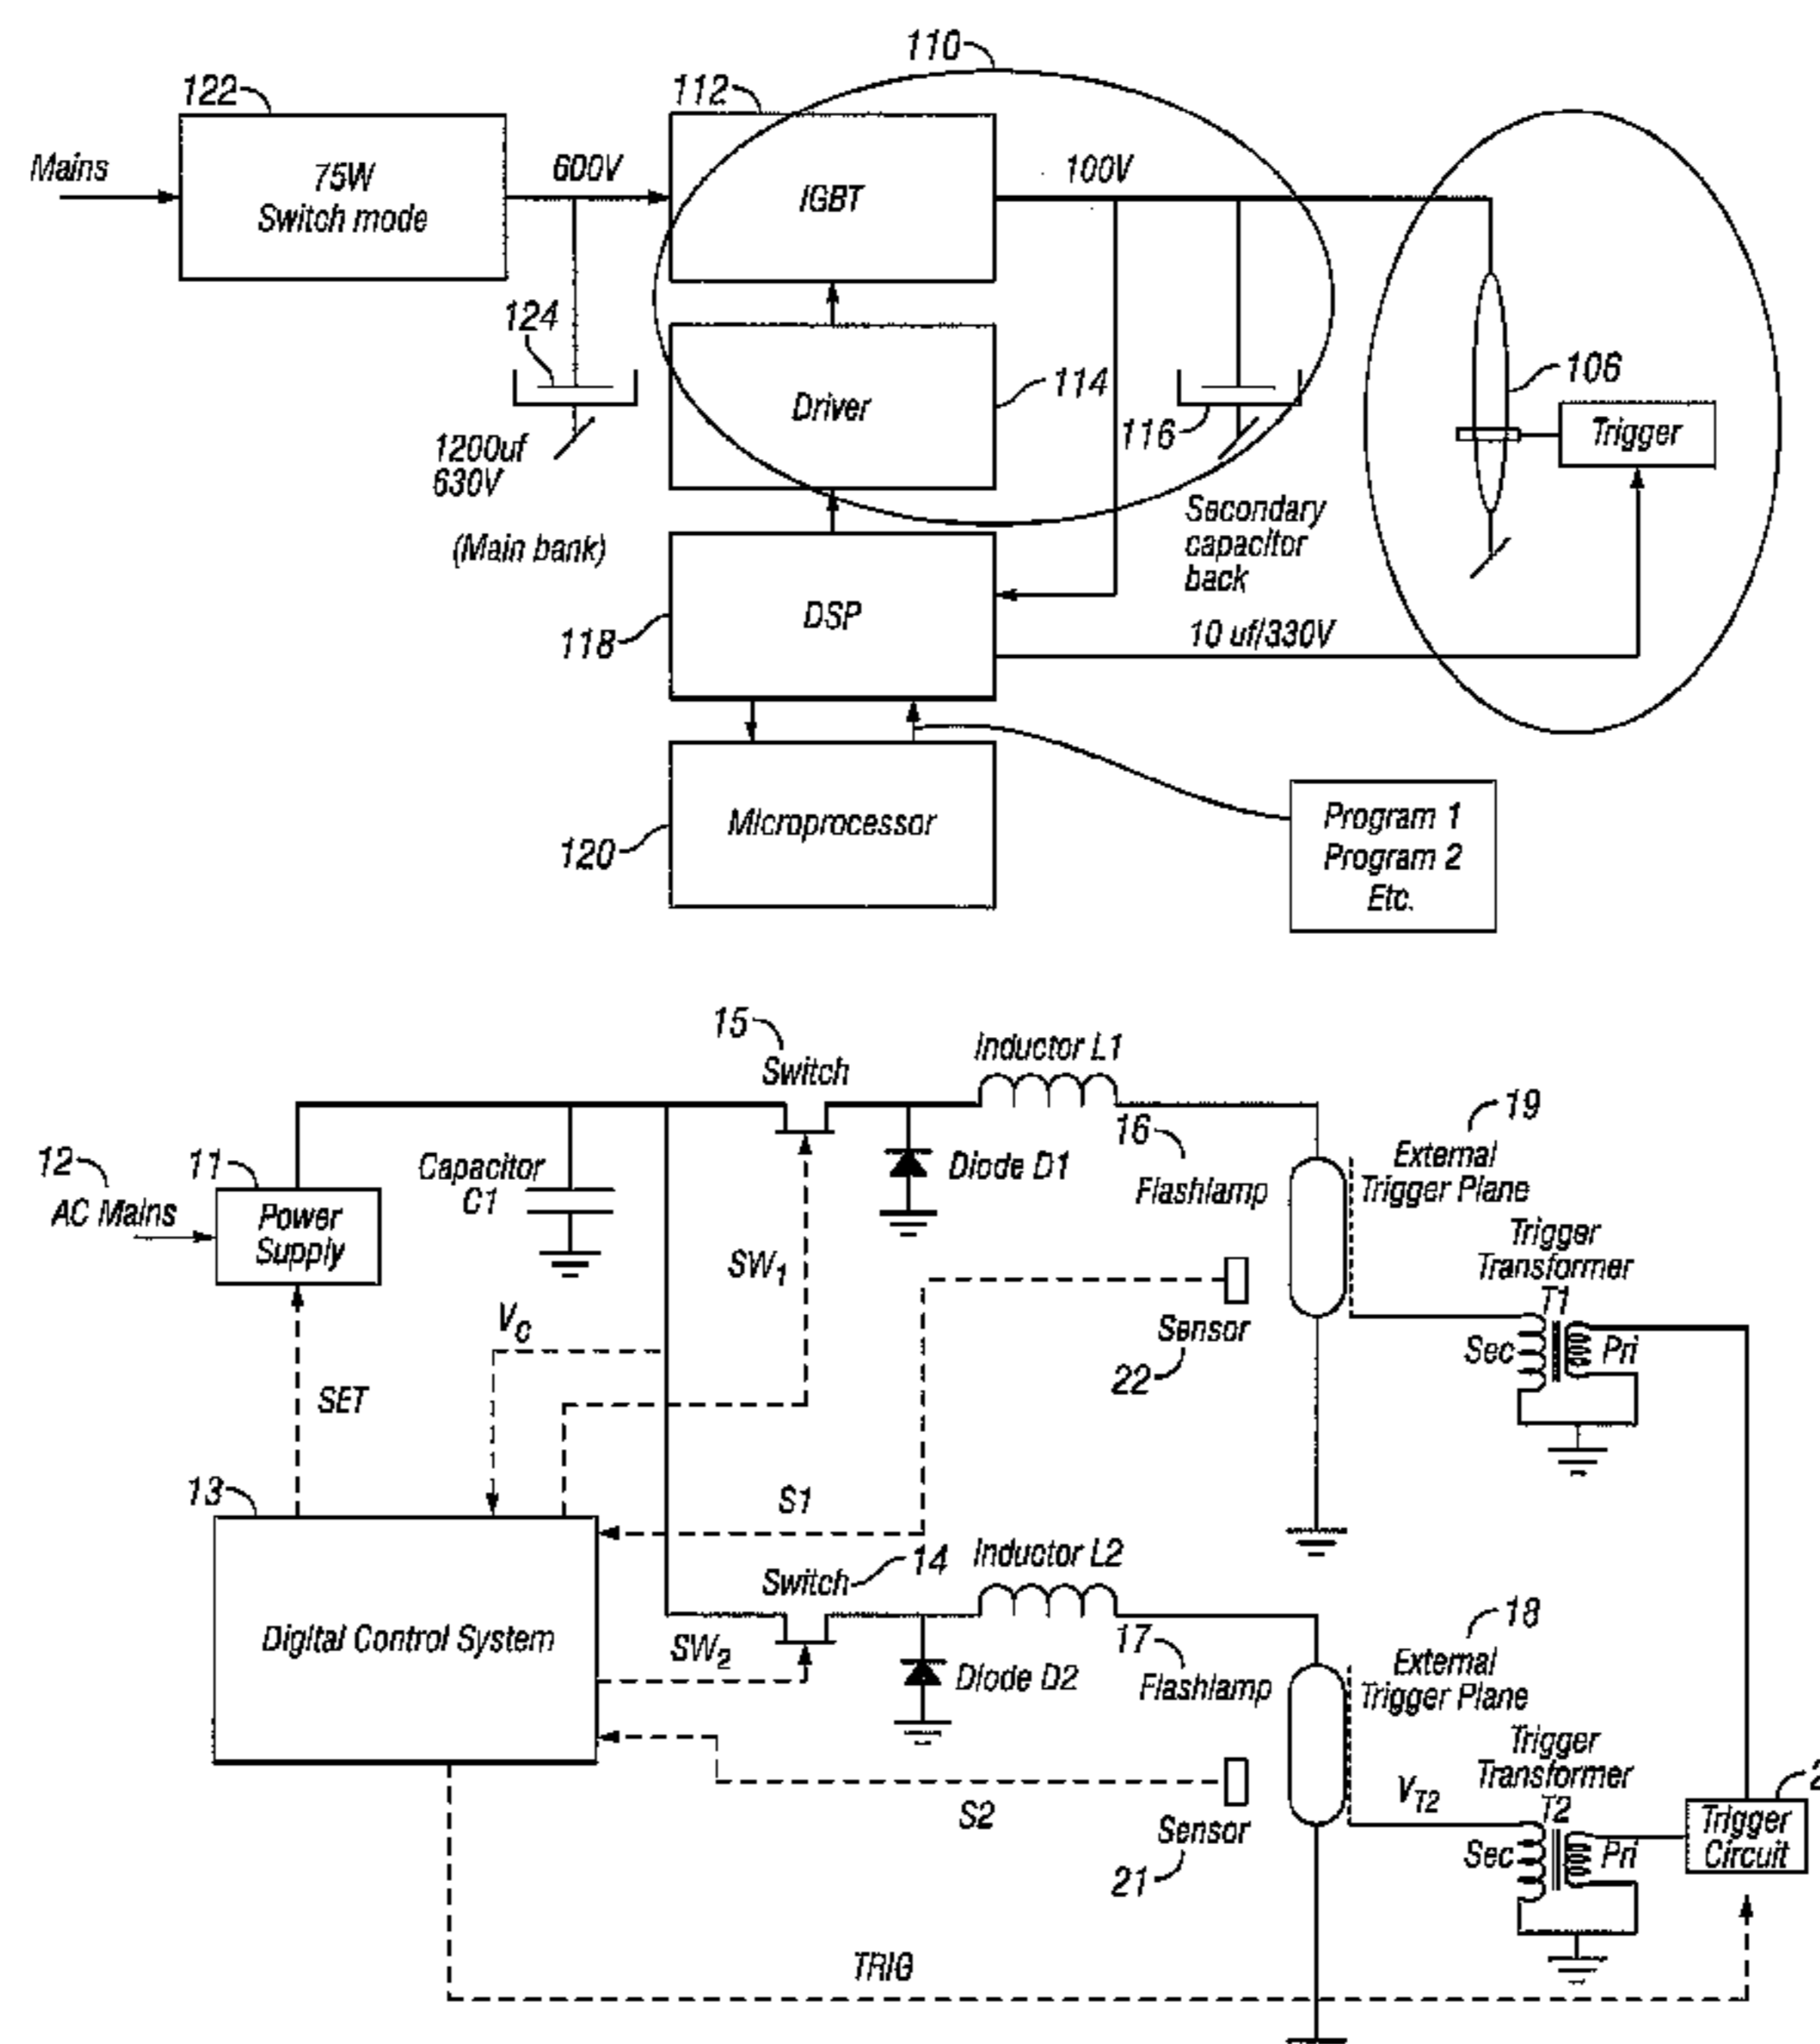 110
122
112
Mains
75W
Switch mode
600V
IGBT
100V
124
114
Driver
116
106
Trigger
1200uf
630V
(Main bank)
Secondary
capacitor
back
DSP
118
10 uf/330V
Microprocessor
120
Program 1
Program 2
Etc.
15
Switch
Inductor L1
12
AC Mains
11
Power
Supply
Capacitor
C1
Diode D1
16
Flashlamp
19
External
Trigger Plane
Trigger
Transformer
T1
Sec
Pri
SW1
VC
SET
Sensor
22
13
S1
14
Switch
Inductor L2
Digital Control System
SW2
Diode D2
17
Flashlamp
18
External
Trigger Plane
Trigger
Transformer
T2
VT2
Sec
Pri
S2
Sensor
21
Trigger
Circuit
TRIG